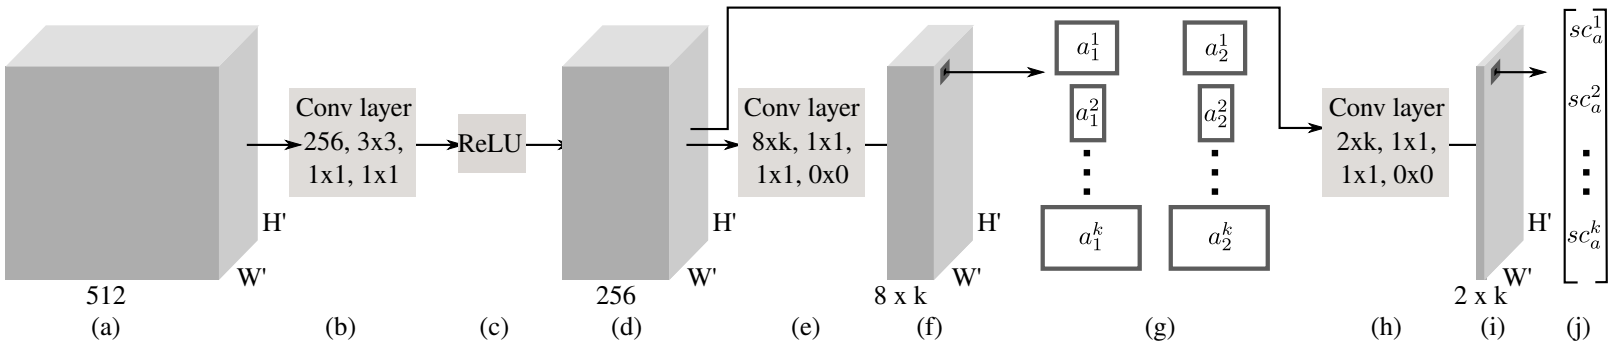 512
(a)
H'
W'
Conv layer
256, 3x3,
1x1, 1x1
(b)
ReLU
(c)
256
(d)
H'
W'
Conv layer
8xk, 1x1,
1x1, 0x0
(e)
8 x k
(f)
H'
W'
a_1^1
a_2^1
a_1^2
a_2^2
a_1^k
a_2^k
(g)
Conv layer
2xk, 1x1,
1x1, 0x0
(h)
2 x k
(i)
H'
W'
sc_a^1
sc_a^2
sc_a^k
(j)